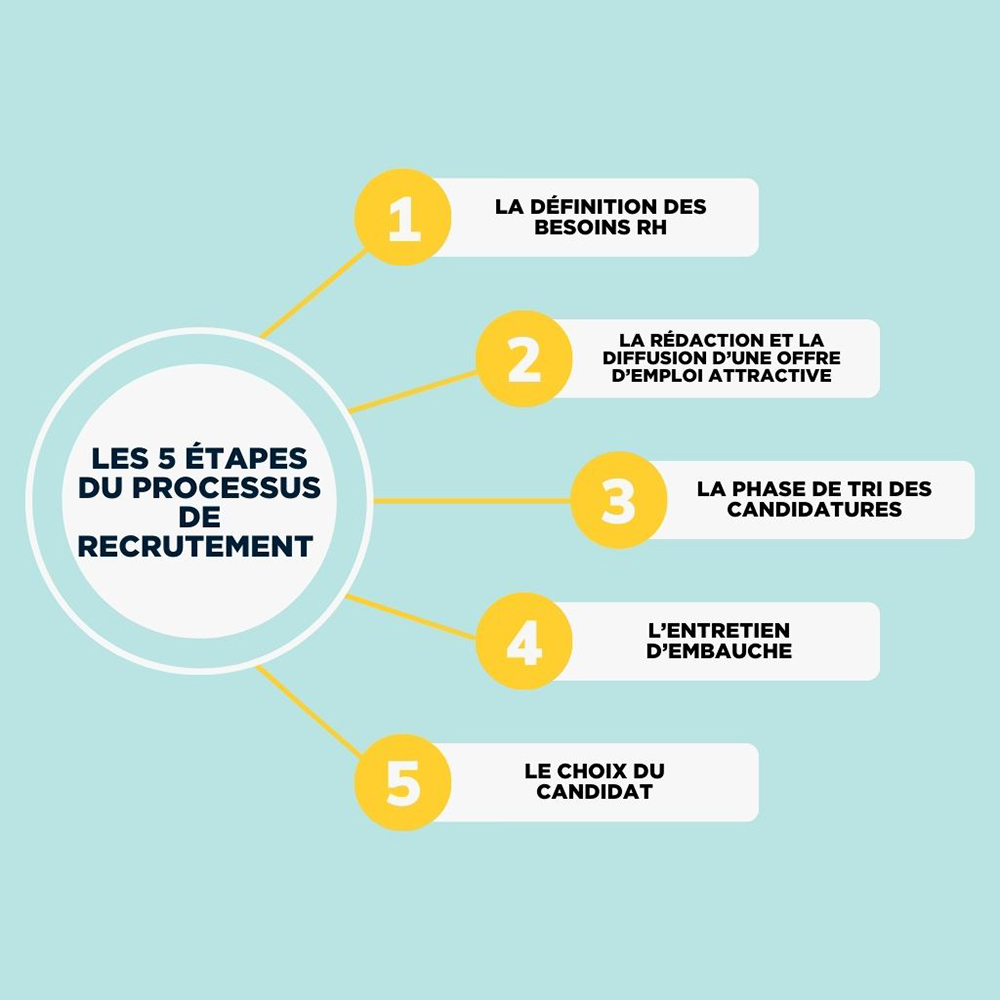 LES 5 ÉTAPES
DU PROCESSUS
DE
RECRUTEMENT
1
LA DÉFINITION DES
BESOINS RH
2
LA RÉDACTION ET LA
DIFFUSION D'UNE OFFRE
D'EMPLOI ATTRACTIVE
3
LA PHASE DE TRI DES
CANDIDATURES
4
L'ENTRETIEN
D'EMBAUCHE
5
LE CHOIX DU
CANDIDAT